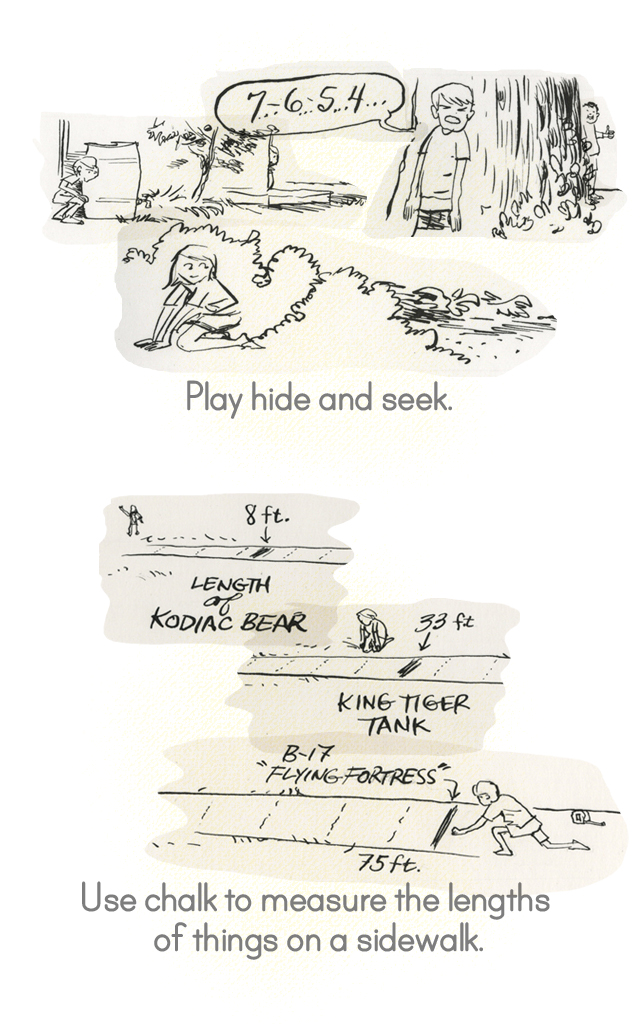 7-6-5..4...
Play hide and seek.
8 ft.
LENGTH
of
KODIAC BEAR
33 ft
KING TIGER
TANK
B-17
"FLYING FORTRESS"
75 ft.
Use chalk to measure the lengths
of things on a sidewalk.